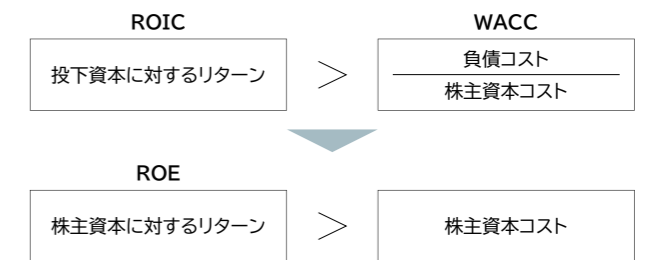 ROIC
WACC
投下資本に対するリターン
＞
負債コスト
株主資本コスト
ROE
株主資本に対するリターン
＞
株主資本コスト